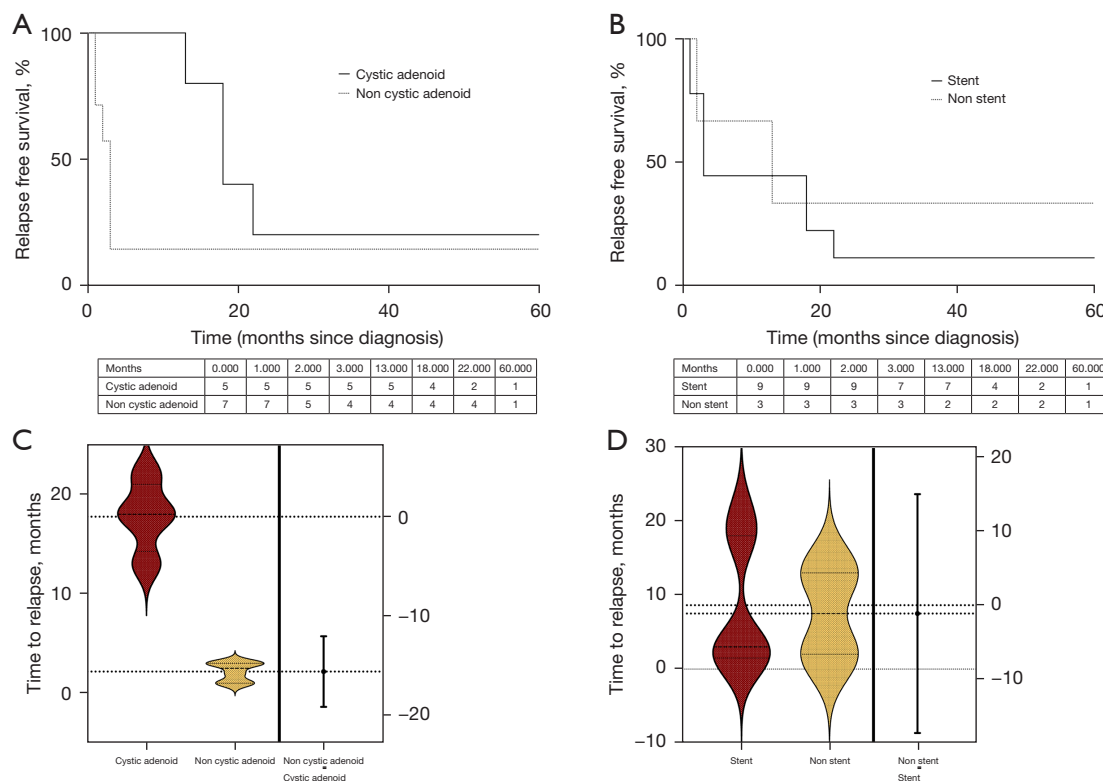 A
100
50
0
Relapse free survival, %
Cystic adenoid
Non cystic adenoid
0 20 40 60
Time (months since diagnosis)
Months 0.000 1.000 2.000 3.000 13.000 18.000 22.000 60.000
Cystic adenoid 5 5 5 5 5 4 2 1
Non cystic adenoid 7 7 5 4 4 4 4 1
B
100
50
0
Relapse free survival, %
Stent
Non stent
0 20 40 60
Time (months since diagnosis)
Months 0.000 1.000 2.000 3.000 13.000 18.000 22.000 60.000
Stent 9 9 9 7 7 4 2 1
Non stent 3 3 3 3 2 2 2 1
C
20
10
0
Time to relapse, months
0
−10
−20
Cystic adenoid Non cystic adenoid Non cystic adenoid
-
Cystic adenoid
D
30
20
10
0
−10
Time to relapse, months
20
10
0
−10
Stent Non stent Non stent
-
Stent